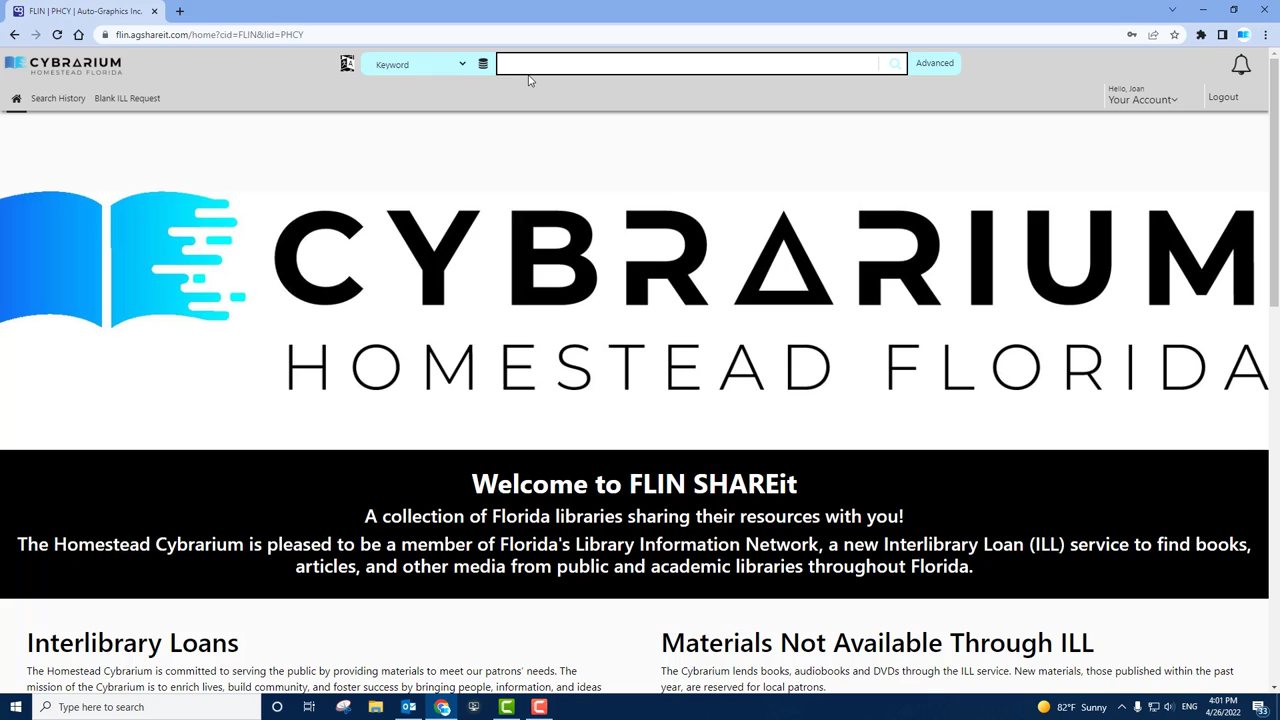 FLIN | PHCY | Auto-Graphics Inc.
flin.agshareit.com/home?cid=FLIN&lid=PHCY
CYBRARIUM
HOMESTEAD FLORIDA
Keyword
Advanced
Search History
Blank ILL Request
Hello, Joan
Your Account
Logout
CYBRARIUM
HOMESTEAD FLORIDA
Welcome to FLIN SHAREit
A collection of Florida libraries sharing their resources with you!
The Homestead Cybrarium is pleased to be a member of Florida's Library Information Network, a new Interlibrary Loan (ILL) service to find books,
articles, and other media from public and academic libraries throughout Florida.
Interlibrary Loans
The Homestead Cybrarium is committed to serving the public by providing materials to meet our patrons' needs. The
mission of the Cybrarium is to enrich lives, build community, and foster success by bringing people, information, and ideas
Materials Not Available Through ILL
The Cybrarium lends books, audiobooks and DVDs through the ILL service. New materials, those published within the past
year, are reserved for local patrons.
Type here to search
82°F Sunny
ENG
4:01 PM
4/26/2022
33